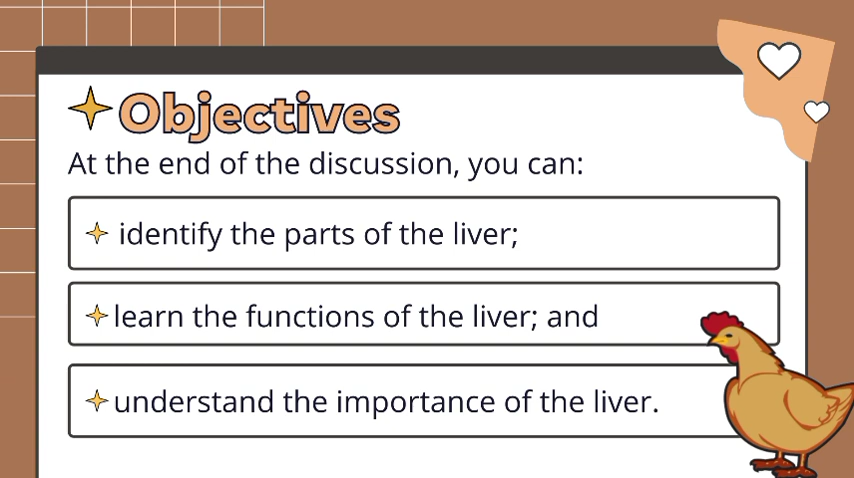 Objectives
At the end of the discussion, you can:
identify the parts of the liver;
learn the functions of the liver; and
understand the importance of the liver.